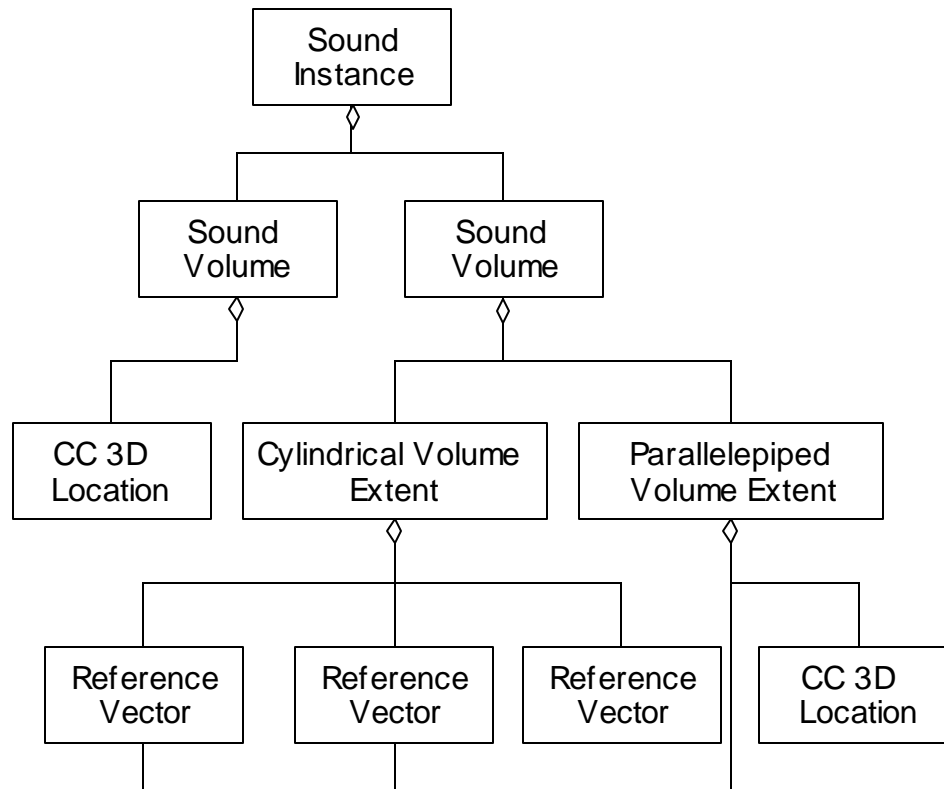 Sound
Instance
Sound
Volume
Sound
Volume
CC 3D
Location
Cylindrical Volume
Extent
Parallelepiped
Volume Extent
Reference
Vector
Reference
Vector
Reference
Vector
CC 3D
Location